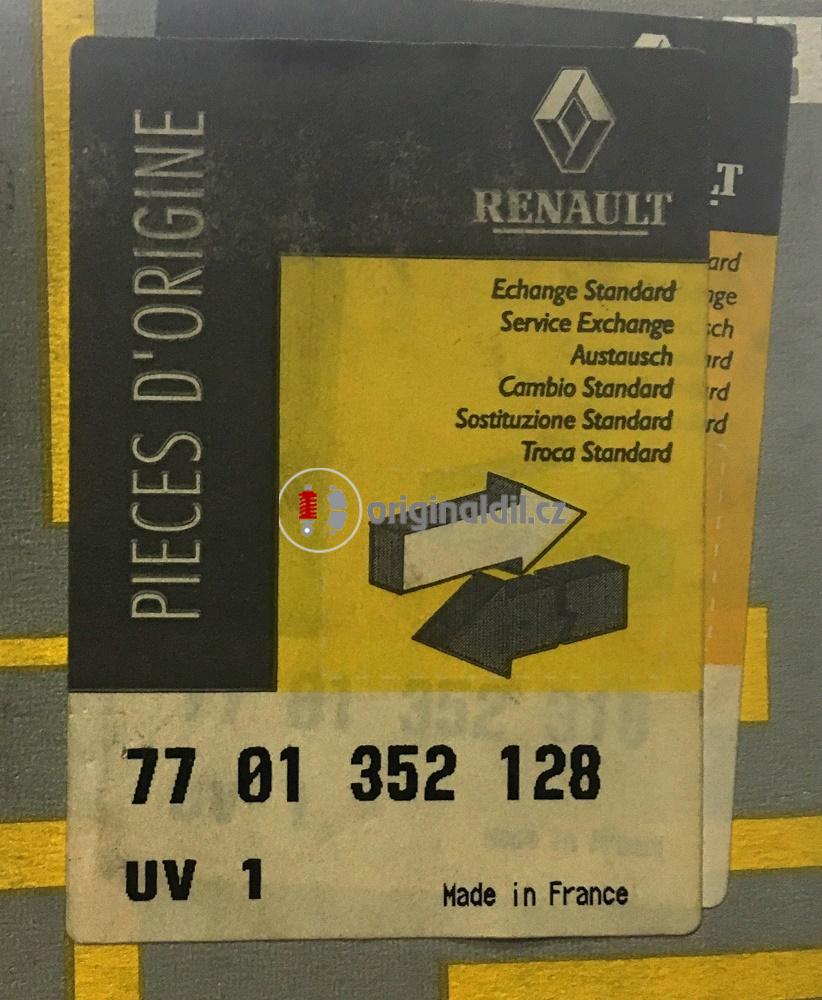 PIECES D'ORIGINE
RENAULT
Echange Standard
Service Exchange
Austausch
Cambio Standard
Sostituzione Standard
Troca Standard
originaldil.cz
77 01 352 128
UV 1
Made in France